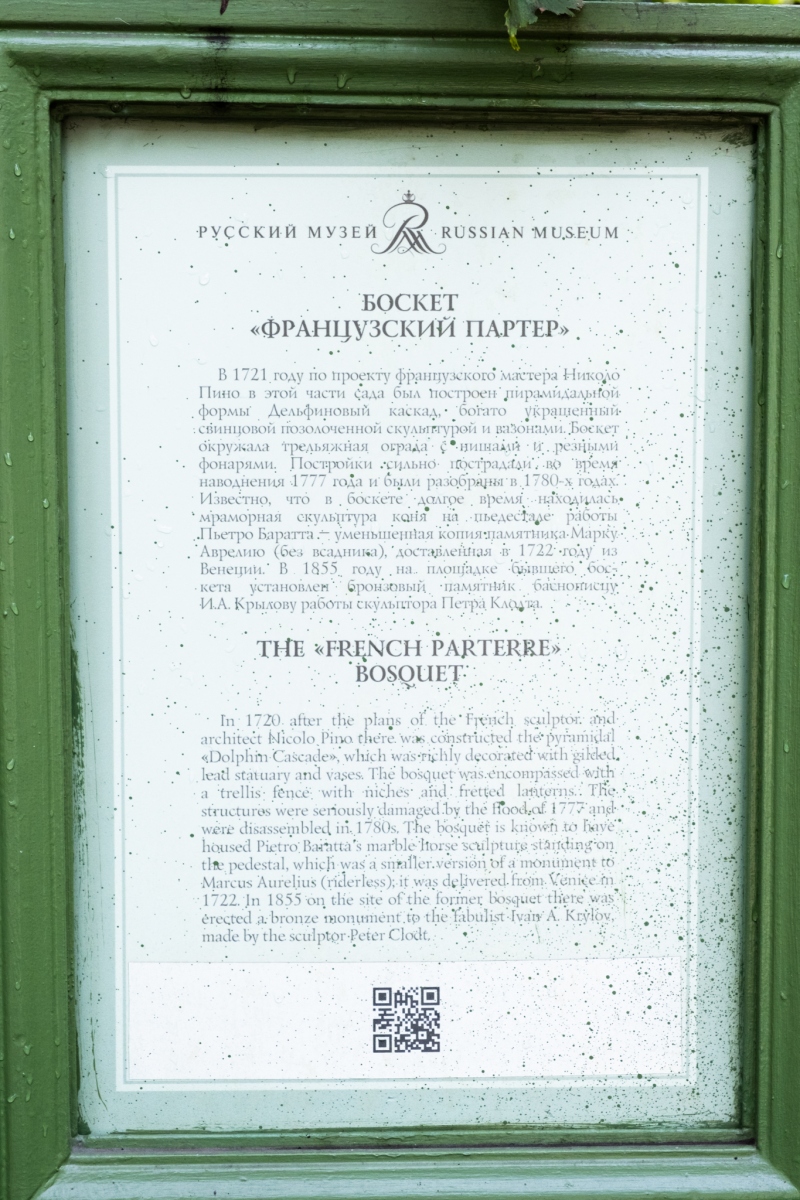 РУССКИЙ МУЗЕЙ RUSSIAN MUSEUM
БОСКЕТ
«ФРАНЦУЗСКИЙ ПАРТЕР»
В 1721 году по проекту французского мастера Николо
Пино в этой части сада был построен пирамидальной
формы Дельфиновый каскад, богато украшенный
свинцовой позолоченной скульптурой и вазонами. Боскет
окружала трельяжная ограда с нишами и резными
фонарями. Постройки сильно пострадали во время
наводнения 1777 года и были разобраны в 1780-х годах.
Известно, что в боскете долгое время находилась
мраморная скульптура коня на пьедестале работы
Пьетро Баратта – уменьшенная копия памятника Марку
Аврелию (без всадника), доставленная в 1722 году из
Венеции. В 1855 году на площадке бывшего бос-
кета установлен бронзовый памятник баснописцу
И.А. Крылову работы скульптора Петра Клодта.
THE «FRENCH PARTERRE»
BOSQUET
In 1720 after the plans of the French sculptor and
architect Nicolo Pino there was constructed the pyramidal
«Dolphin Cascade», which was richly decorated with gilded
lead statuary and vases. The bosquet was encompassed with
a trellis fence with niches and fretted lanterns. The
structures were seriously damaged by the flood of 1777 and
were disassembled in 1780s. The bosquet is known to have
housed Pietro Baratta's marble horse sculpture standing on
the pedestal, which was a smaller version of a monument to
Marcus Aurelius (riderless); it was delivered from Venice in
1722. In 1855 on the site of the former bosquet there was
erected a bronze monument to the fabulist Ivan A. Krylov,
made by the sculptor Peter Clodt.